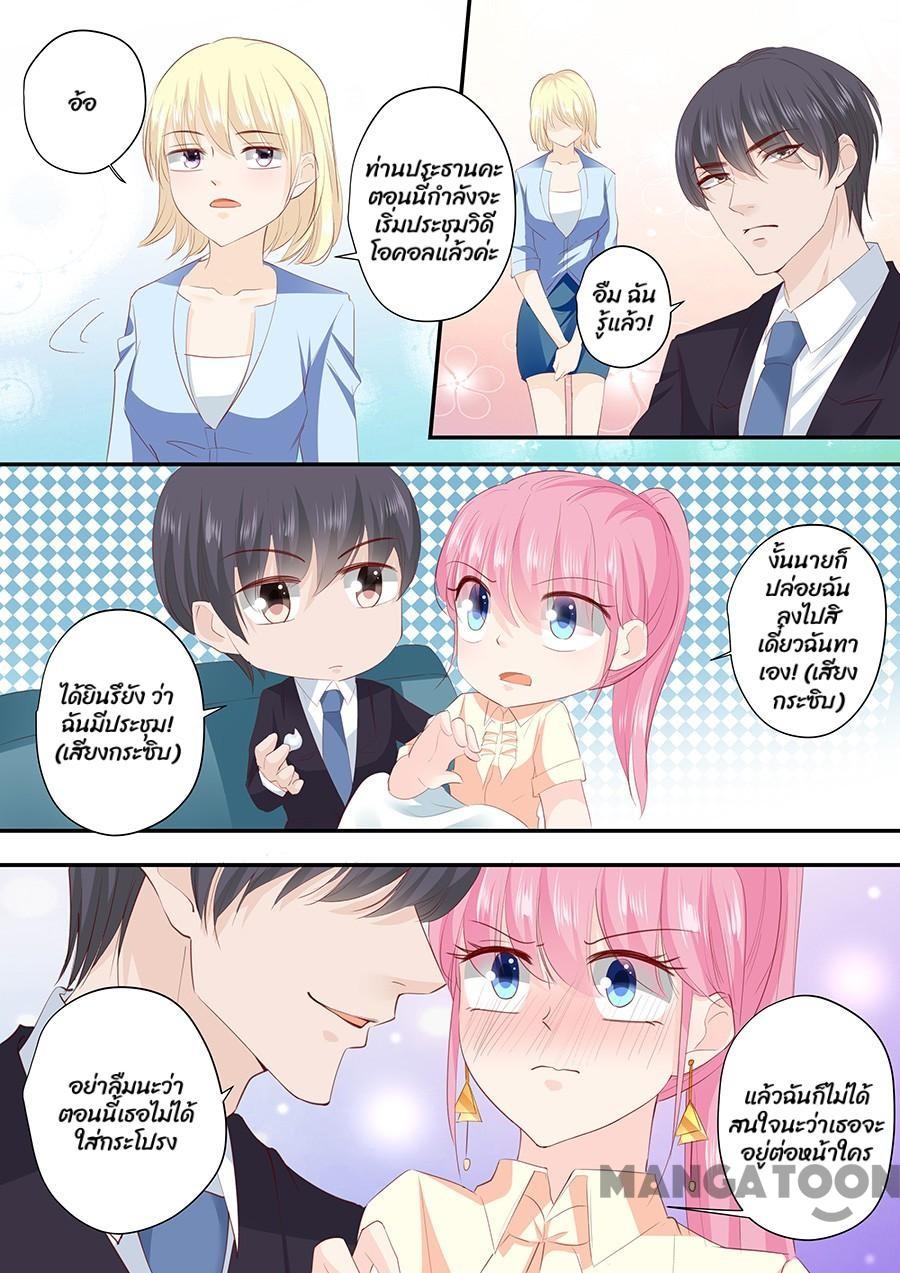 อ้อ
ท่านประธานคะ
ตอนนี้กำลังจะ
เริ่มประชุมวิดี
โอคอลแล้วค่ะ
อืม ฉัน
รู้แล้ว!
งั้นนายก็
ปล่อยฉัน
ลงไปสิ
เดี๋ยวฉันทา
เอง! (เสียง
กระซิบ)
ได้ยินรึยัง ว่า
ฉันมีประชุม!
(เสียงกระซิบ)
อย่าลืมนะว่า
ตอนนี้เธอไม่ได้
ใส่กระโปรง
แล้วฉันก็ไม่ได้
สนใจนะว่าเธอจะ
อยู่ต่อหน้าใคร
MANGATOON